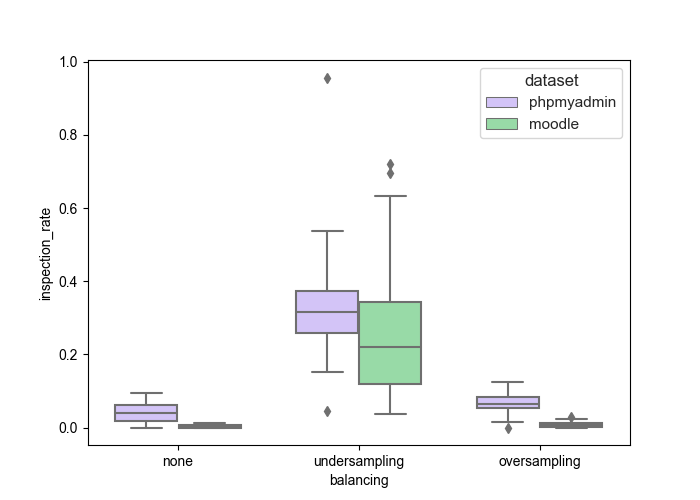 dataset
phpmyadmin
moodle
1.0
0.8
0.6
0.4
0.2
0.0
inspection_rate
none
undersampling
oversampling
balancing